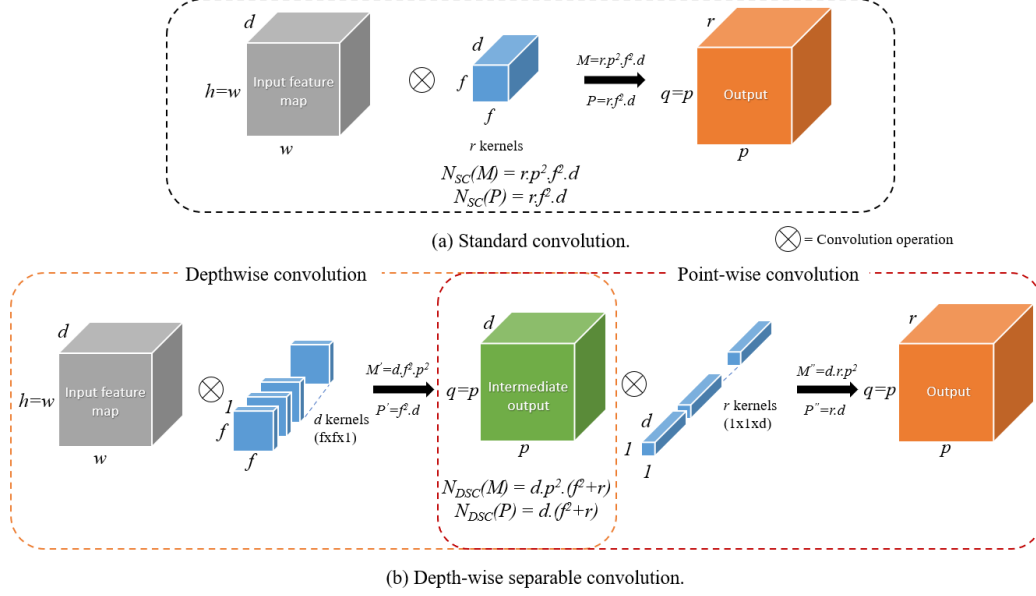 d
h=w
Input feature
map
w
d
f
f
r kernels
M=r.p².f².d
P=r.f².d
r
q=p
Output
p
N_SC(M) = r.p².f².d
N_SC(P) = r.f².d
(a) Standard convolution.
= Convolution operation
Depthwise convolution
Point-wise convolution
d
h=w
Input feature
map
w
1
f
f
d kernels
(fxfx1)
M'=d.f².p²
P'=f².d
d
q=p
Intermediate
output
p
N_DSC(M) = d.p².(f²+r)
N_DSC(P) = d.(f²+r)
d
1
1
r kernels
(1x1xd)
M''=d.r.p²
P''=r.d
r
q=p
Output
p
(b) Depth-wise separable convolution.